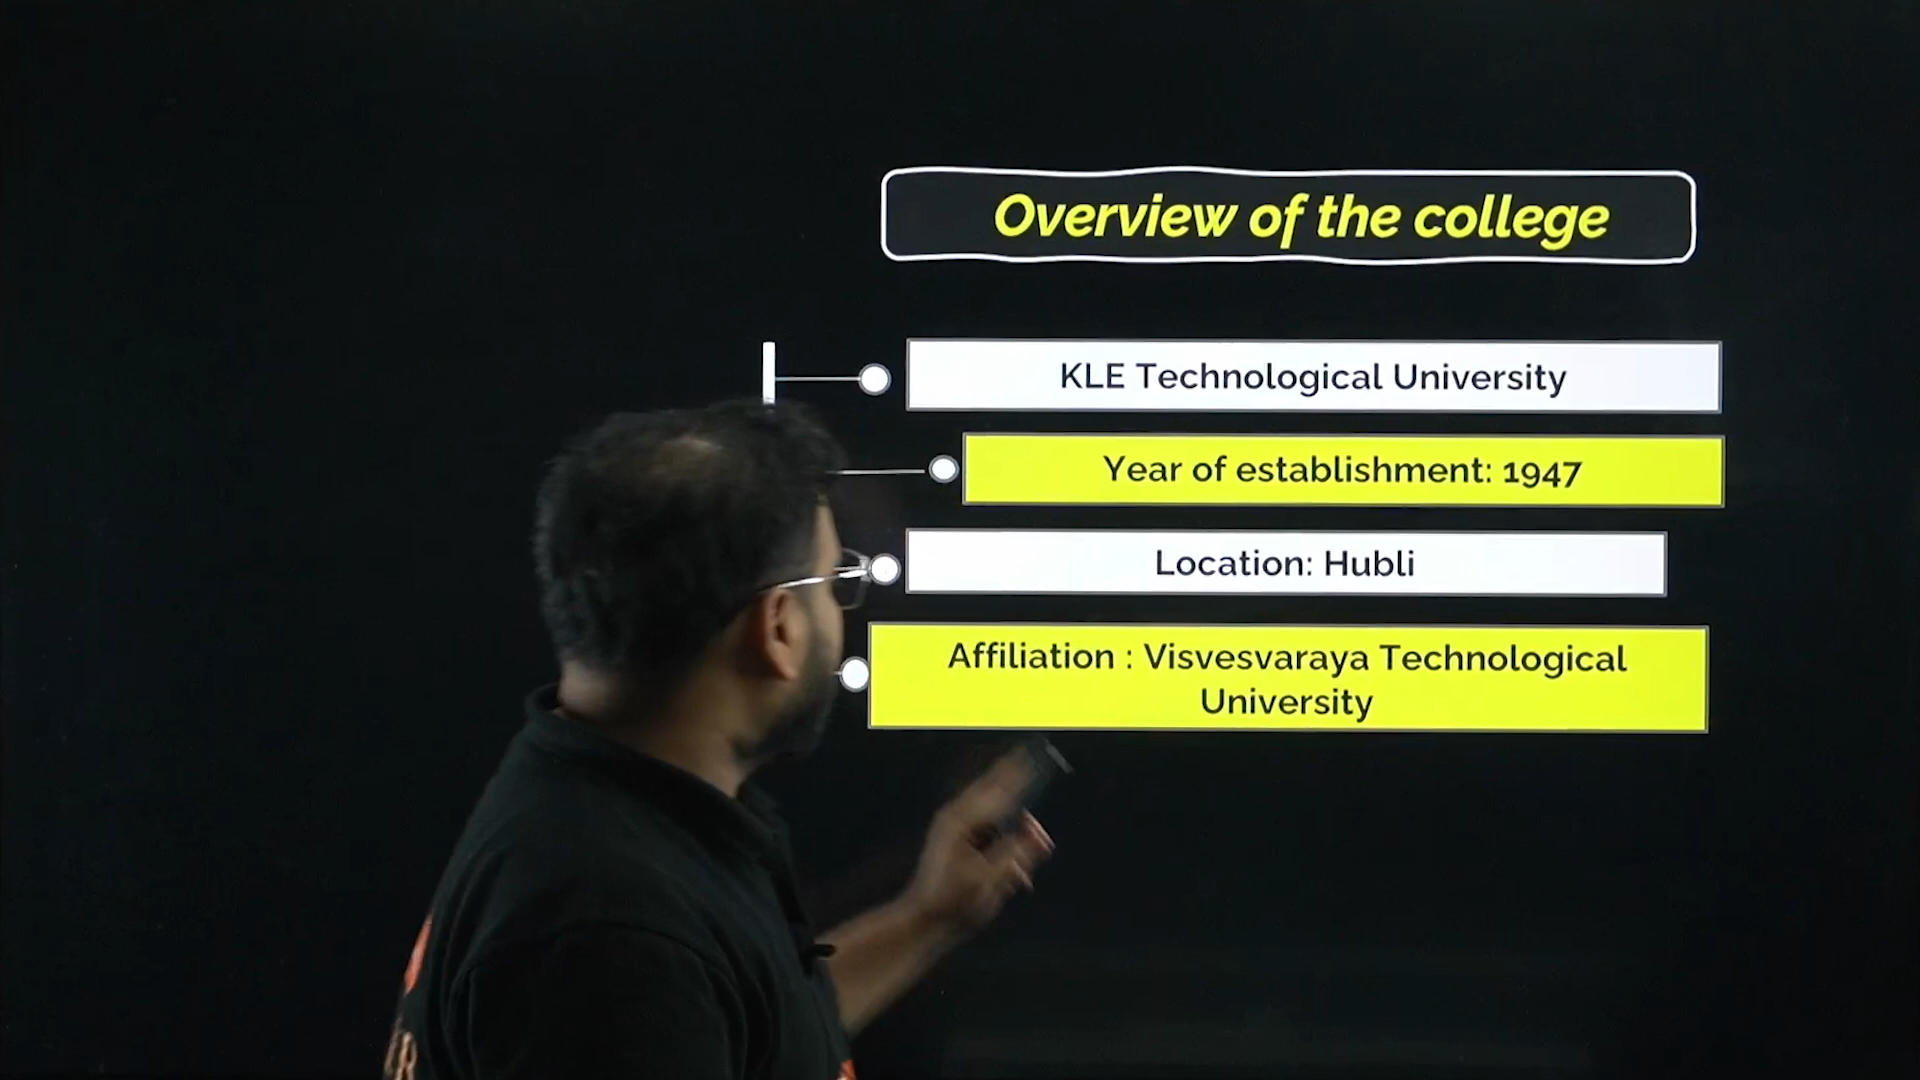 Overview of the college
KLE Technological University
Year of establishment: 1947
Location: Hubli
Affiliation : Visvesvaraya Technological
University